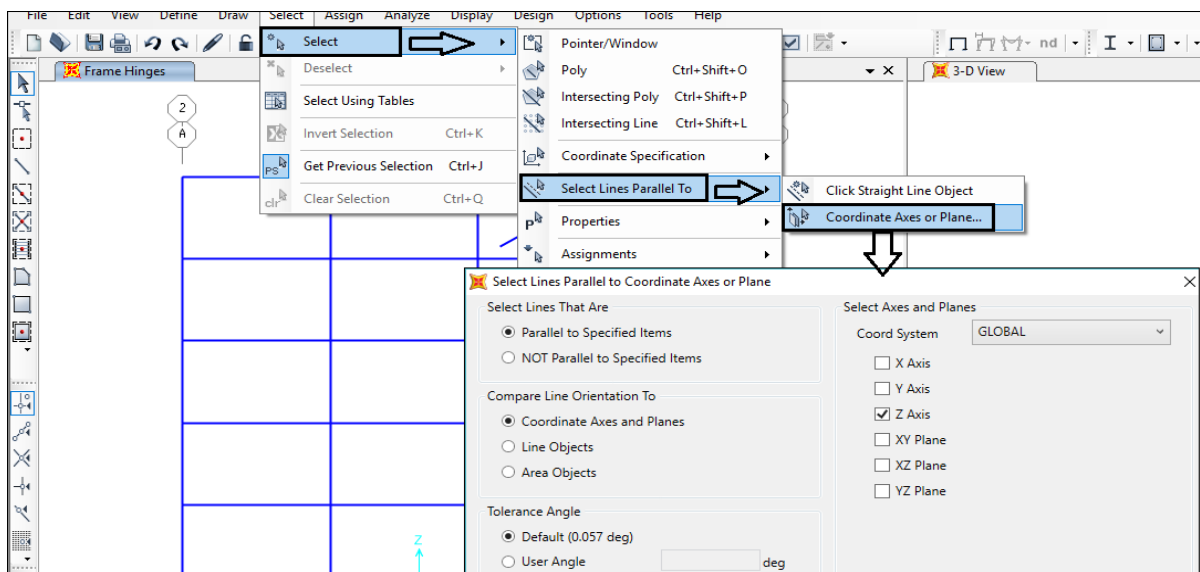 File Edit View Define Draw Select Assign Analyze Display Design Options Tools Help
Select
Deselect
Select Using Tables
Invert Selection Ctrl+K
PS Get Previous Selection Ctrl+J
clr Clear Selection Ctrl+Q
Pointer/Window
Poly Ctrl+Shift+O
Intersecting Poly Ctrl+Shift+P
Intersecting Line Ctrl+Shift+L
Coordinate Specification
Select Lines Parallel To
P Properties
Assignments
Click Straight Line Object
Coordinate Axes or Plane...
nd
I
Frame Hinges
3-D View
2
A
Z
Select Lines Parallel to Coordinate Axes or Plane
Select Lines That Are
Parallel to Specified Items
NOT Parallel to Specified Items
Compare Line Orientation To
Coordinate Axes and Planes
Line Objects
Area Objects
Tolerance Angle
Default (0.057 deg)
User Angle deg
Select Axes and Planes
Coord System GLOBAL
X Axis
Y Axis
Z Axis
XY Plane
XZ Plane
YZ Plane